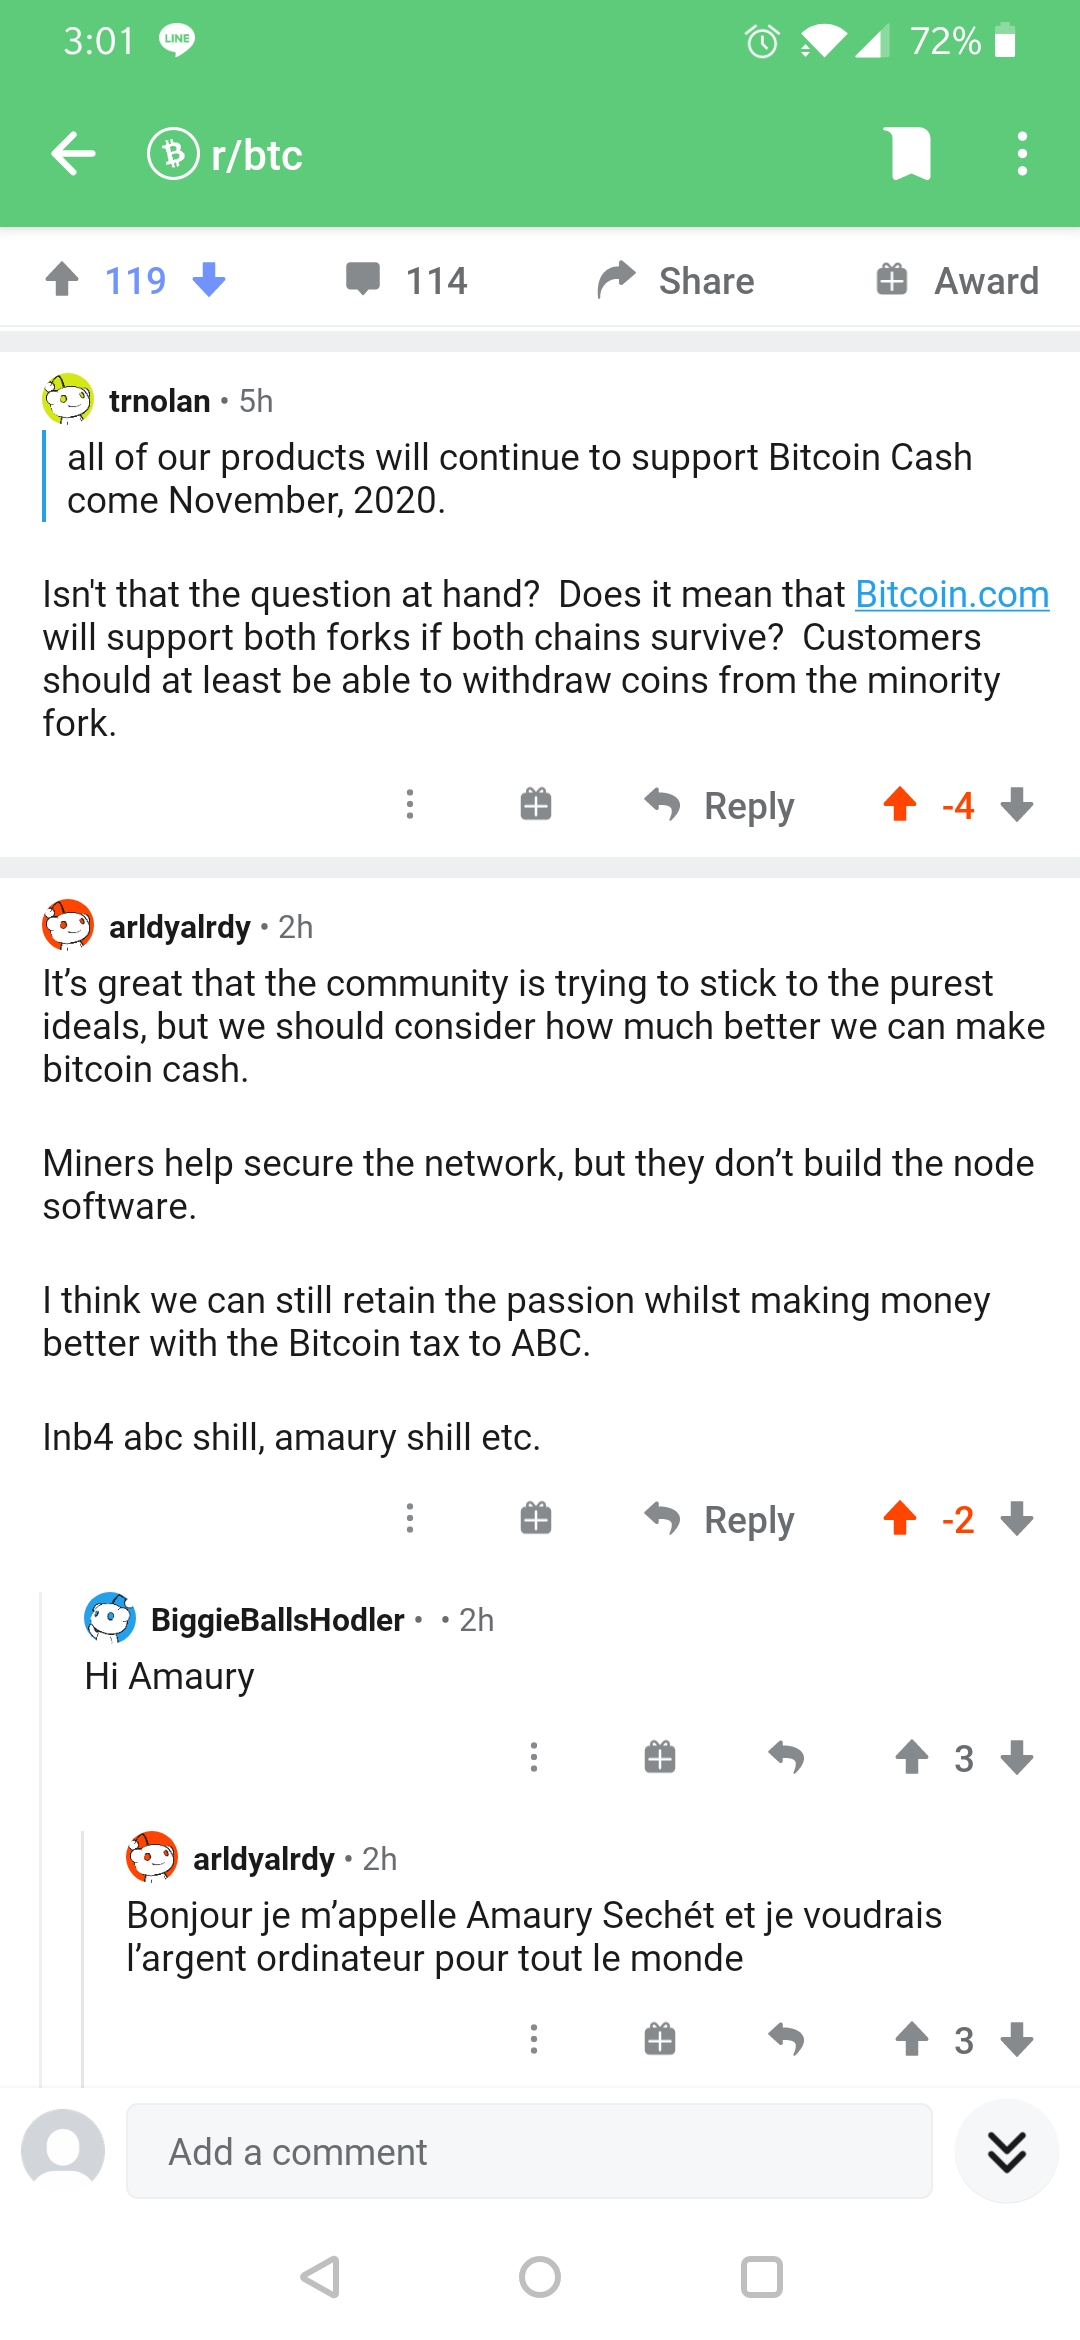 3:01 LINE 72%
r/btc
119 114 Share Award
trnolan • 5h
all of our products will continue to support Bitcoin Cash
come November, 2020.
Isn't that the question at hand? Does it mean that Bitcoin.com
will support both forks if both chains survive? Customers
should at least be able to withdraw coins from the minority
fork.
Reply -4
arldyalrdy • 2h
It’s great that the community is trying to stick to the purest
ideals, but we should consider how much better we can make
bitcoin cash.
Miners help secure the network, but they don’t build the node
software.
I think we can still retain the passion whilst making money
better with the Bitcoin tax to ABC.
Inb4 abc shill, amaury shill etc.
Reply -2
BiggieBallsHodler • • 2h
Hi Amaury
3
arldyalrdy • 2h
Bonjour je m’appelle Amaury Sechét et je voudrais
l’argent ordinateur pour tout le monde
3
Add a comment